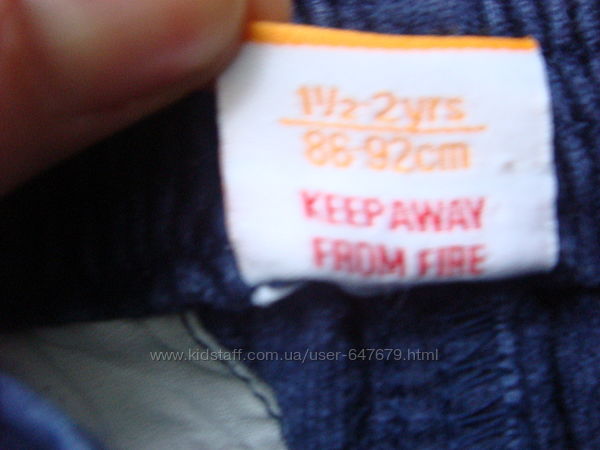 1½-2yrs
86-92cm
KEEP AWAY
FROM FIRE
www.kidstaff.com.ua/user-647679.html